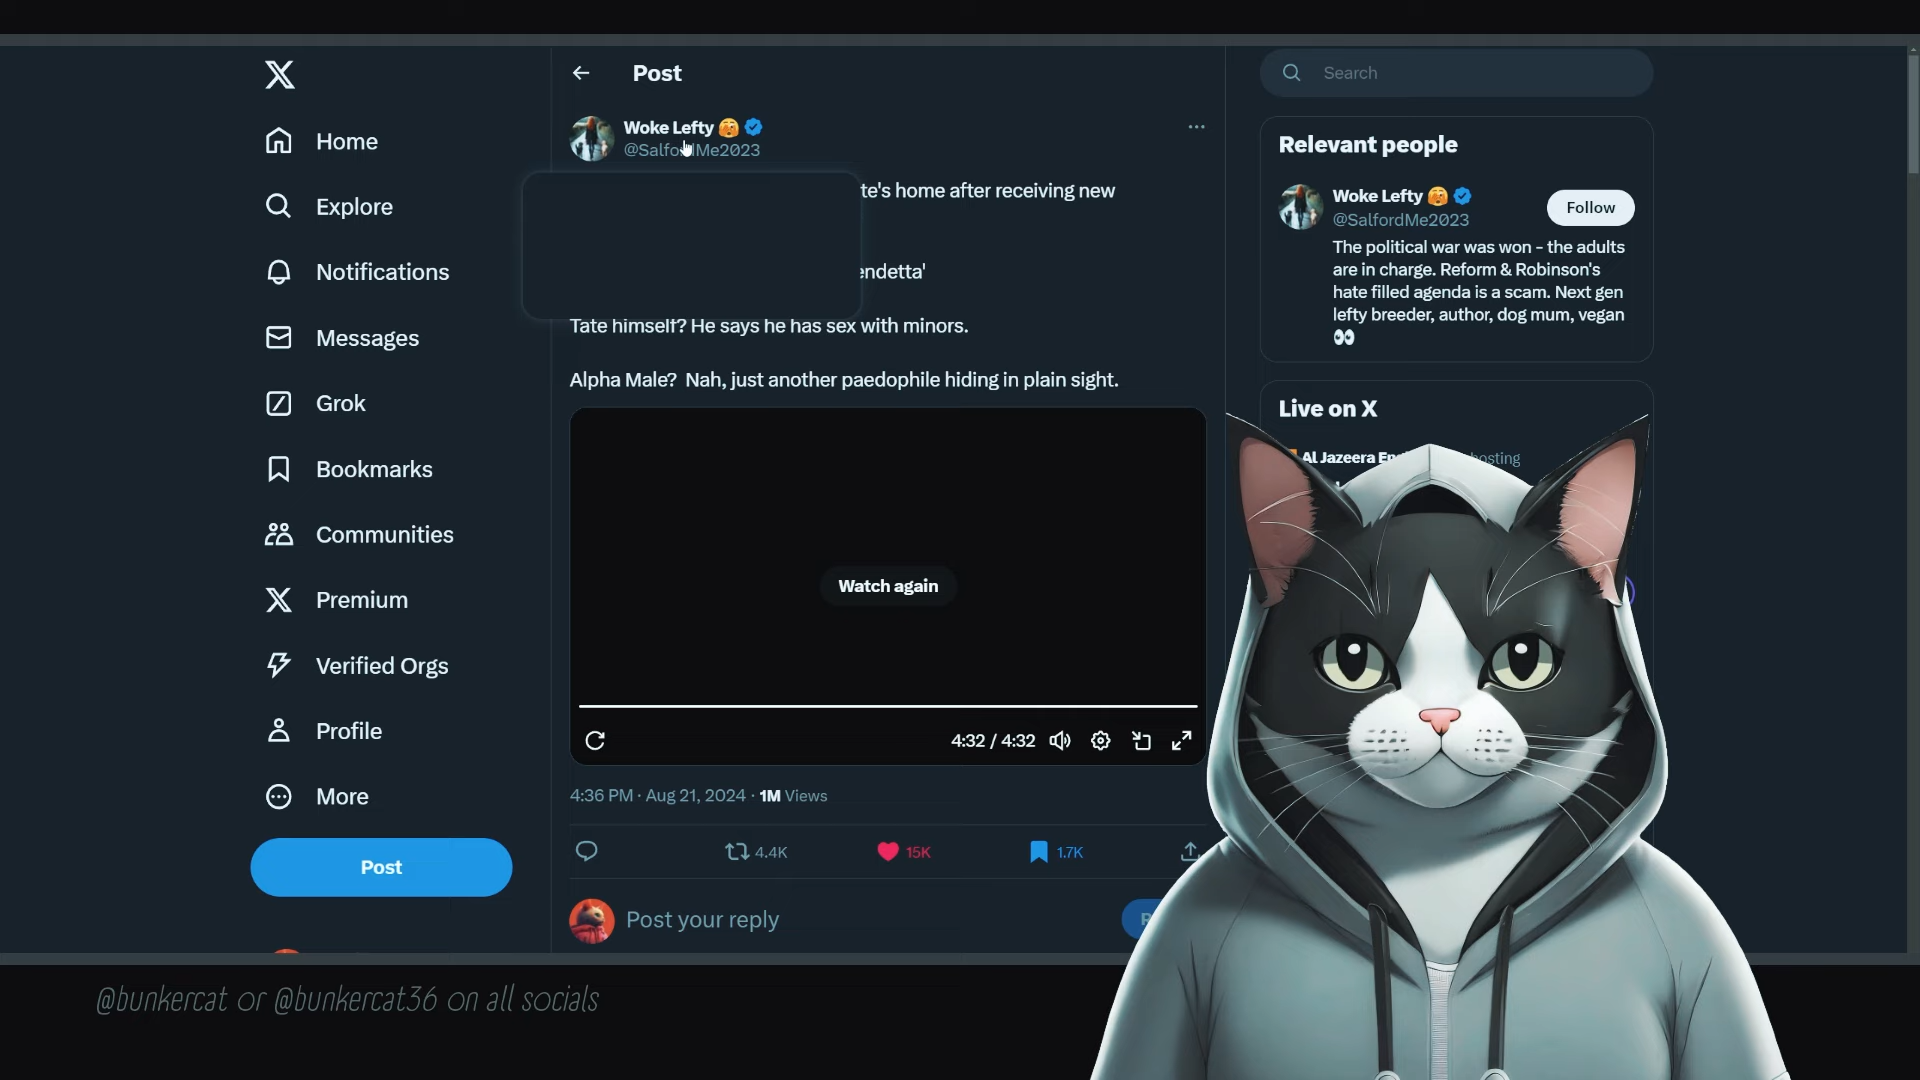 Post
Search
Woke Lefty
@SalfordMe2023
Home
te's home after receiving new
Explore
endetta'
Notifications
Tate himself? He says he has sex with minors.
Messages
Alpha Male? Nah, just another paedophile hiding in plain sight.
Grok
Bookmarks
Communities
Premium
Verified Orgs
Profile
More
Post
Watch again
4:32 / 4:32
4:36 PM · Aug 21, 2024 · 1M Views
4.4K
15K
1.7K
Post your reply
Relevant people
Woke Lefty
@SalfordMe2023
Follow
The political war was won - the adults
are in charge. Reform & Robinson's
hate filled agenda is a scam. Next gen
lefty breeder, author, dog mum, vegan
Live on X
Al Jazeera
@bunkercat or @bunkercat36 on all socials